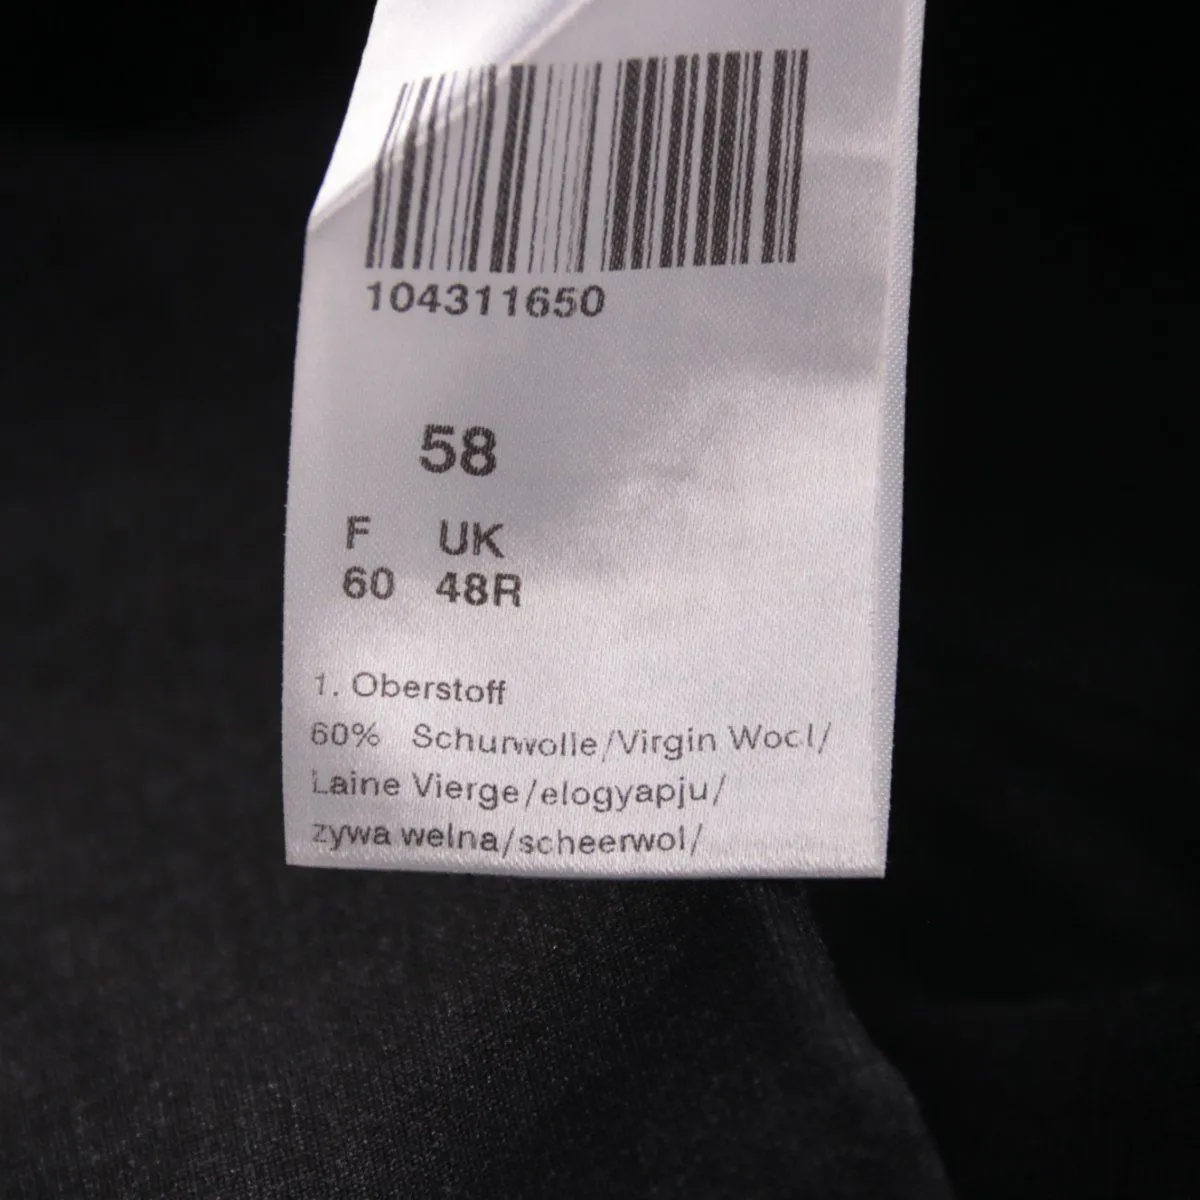 104311650
58
F UK
60 48R
1. Oberstoff
60% Schurwolle/Virgin Wool/
Laine Vierge/elogyapju/
zywa welna/scheerwol/